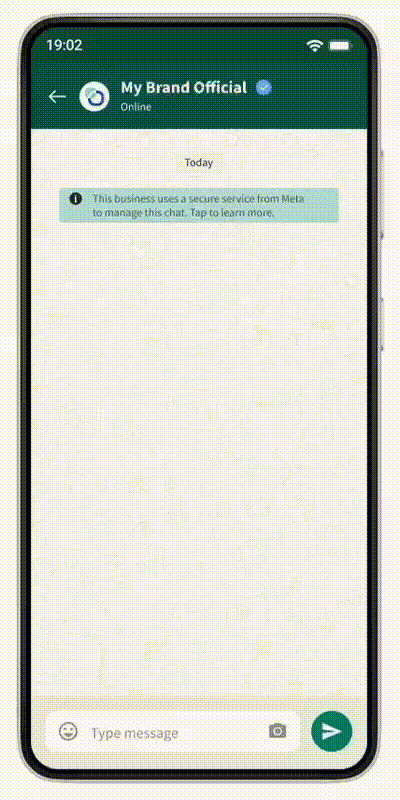 19:02
My Brand Official
Online
Today
This business uses a secure service from Meta
to manage this chat. Tap to learn more.
Type message